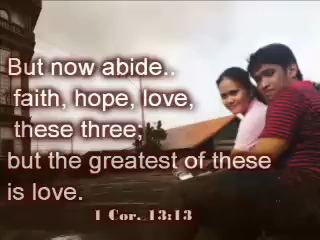 But now abide..
faith, hope, love,
these three;
but the greatest of these
is love.
1 Cor. 13:13